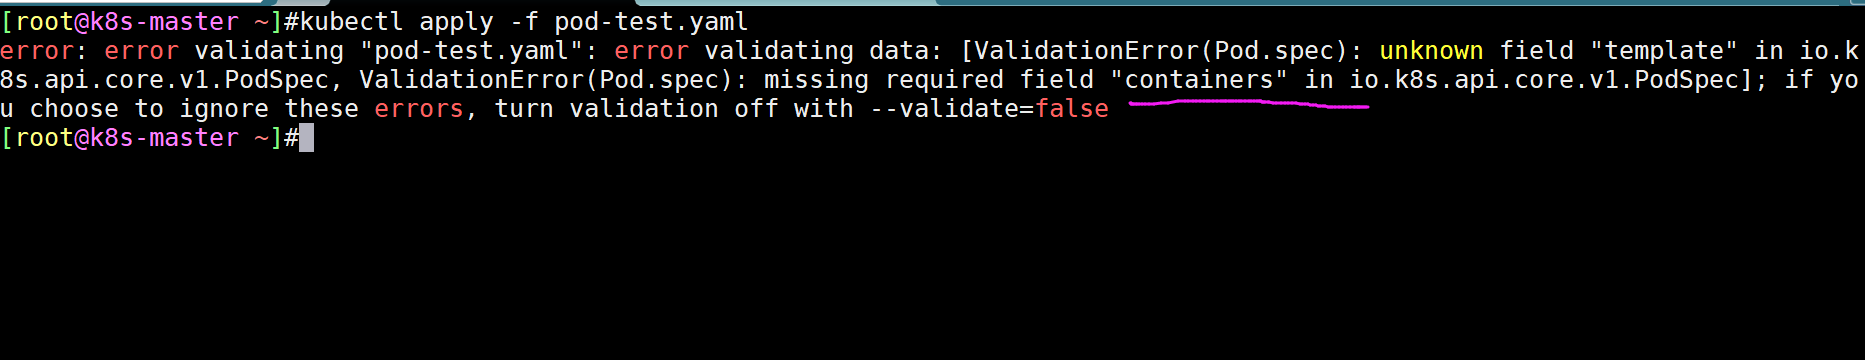 [root@k8s-master ~]#kubectl apply -f pod-test.yaml
error: error validating "pod-test.yaml": error validating data: [ValidationError(Pod.spec): unknown field "template" in io.k
8s.api.core.v1.PodSpec, ValidationError(Pod.spec): missing required field "containers" in io.k8s.api.core.v1.PodSpec]; if yo
u choose to ignore these errors, turn validation off with --validate=false
[root@k8s-master ~]#